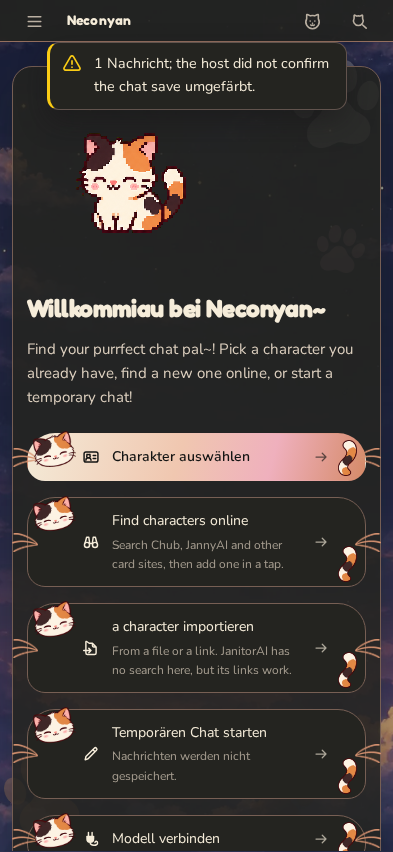 Neconyan
1 Nachricht; the host did not confirm
the chat save umgefärbt.
Willkommiau bei Neconyan~
Find your purrfect chat pal~! Pick a character you
already have, find a new one online, or start a
temporary chat!
Charakter auswählen
Find characters online
Search Chub, JannyAI and other
card sites, then add one in a tap.
a character importieren
From a file or a link. JanitorAI has
no search here, but its links work.
Temporären Chat starten
Nachrichten werden nicht
gespeichert.
Modell verbinden